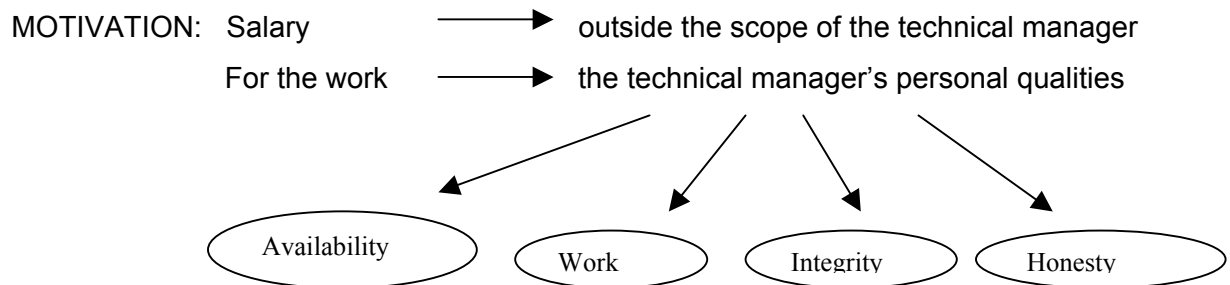 MOTIVATION: Salary outside the scope of the technical manager
For the work the technical manager's personal qualities
Availability
Work Integrity Honesty